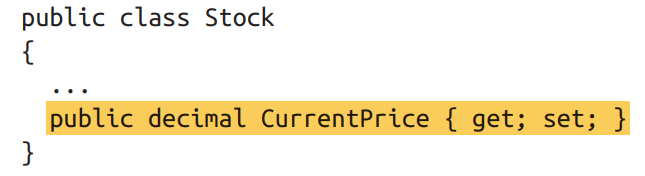 public class Stock
{
...
public decimal CurrentPrice { get; set; }
}